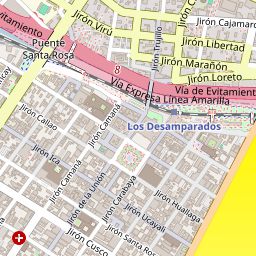 Jirón Cajamarca
Jirón Virú
Jirón Trujillo
Jirón Libertad
Evitamiento
Puente
Santa Rosa
Jirón Marañón
Jirón Loreto
8
Vía Expresa Línea Amarilla
Vía de Evitamiento
Los Desamparados
Jirón Callao
Jirón Camaná
Jirón Ica
Jirón Camaná
Jirón de la Unión
Jirón Carabaya
Jirón Huallaga
Jirón Ucayali
Jirón Cusco
Jirón Santa Rosa